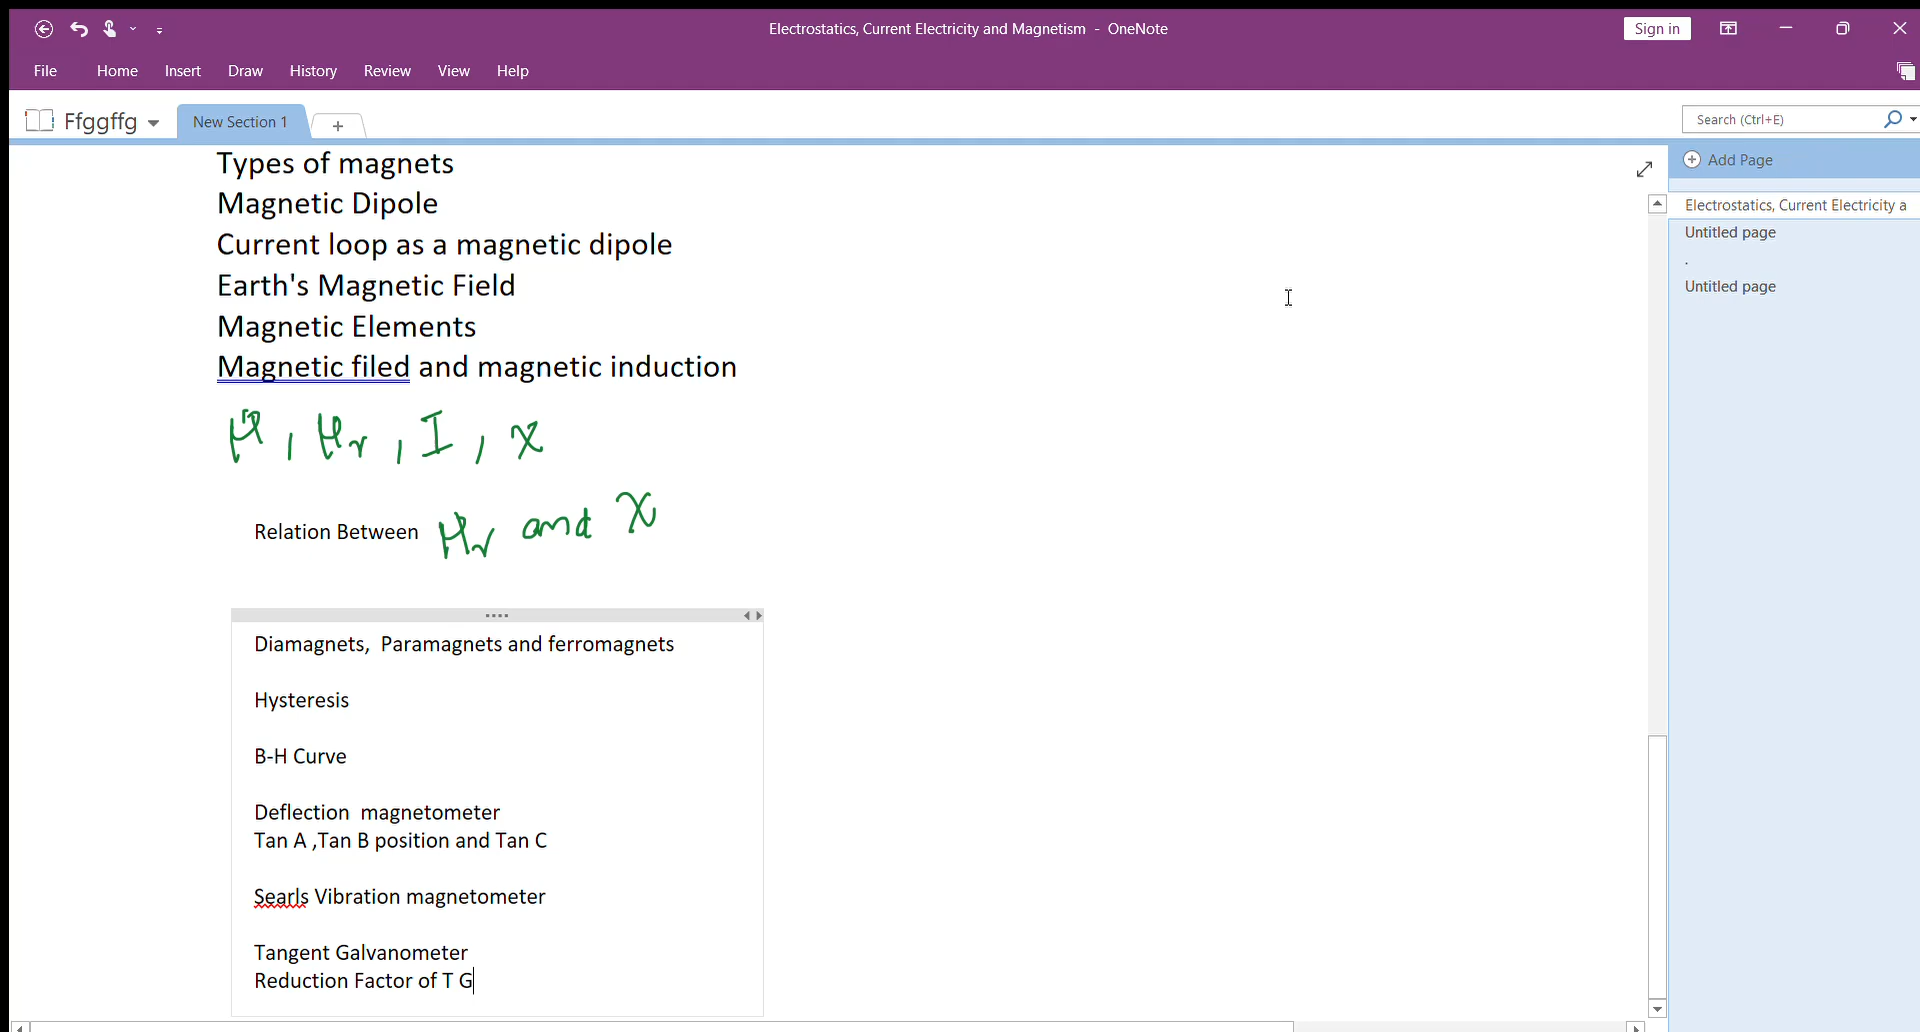 Electrostatics, Current Electricity and Magnetism - OneNote
Sign in
File Home Insert Draw History Review View Help
Ffggffg
New Section 1
+
Search (Ctrl+E)
Add Page
Electrostatics, Current Electricity a
Untitled page
.
Untitled page
Types of magnets
Magnetic Dipole
Current loop as a magnetic dipole
Earth's Magnetic Field
Magnetic Elements
Magnetic filed and magnetic induction
μ, μr, I, χ
Relation Between μr and χ
Diamagnets, Paramagnets and ferromagnets
Hysteresis
B-H Curve
Deflection magnetometer
Tan A ,Tan B position and Tan C
Searls Vibration magnetometer
Tangent Galvanometer
Reduction Factor of T G